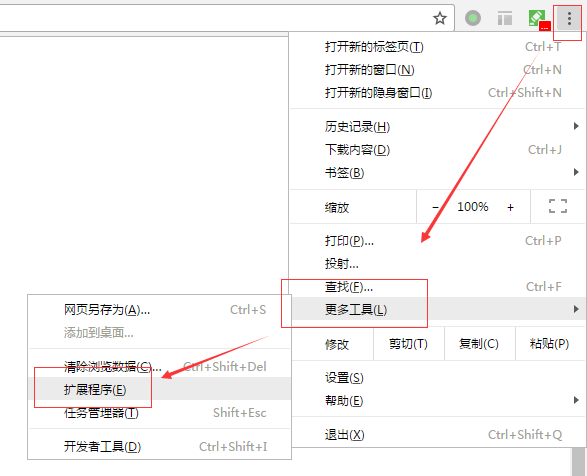 ...
打开新的标签页(T) Ctrl+T
打开新的窗口(N) Ctrl+N
打开新的隐身窗口(I) Ctrl+Shift+N
历史记录(H)
下载内容(D) Ctrl+J
书签(B)
缩放 - 100% +
打印(P)... Ctrl+P
投射...
查找(F)... Ctrl+F
更多工具(L)
修改 剪切(T) 复制(C) 粘贴(P)
设置(S)
帮助(E)
退出(X) Ctrl+Shift+Q
网页另存为(A)... Ctrl+S
添加到桌面...
清除浏览数据(C)... Ctrl+Shift+Del
扩展程序(E)
任务管理器(T) Shift+Esc
开发者工具(D) Ctrl+Shift+I